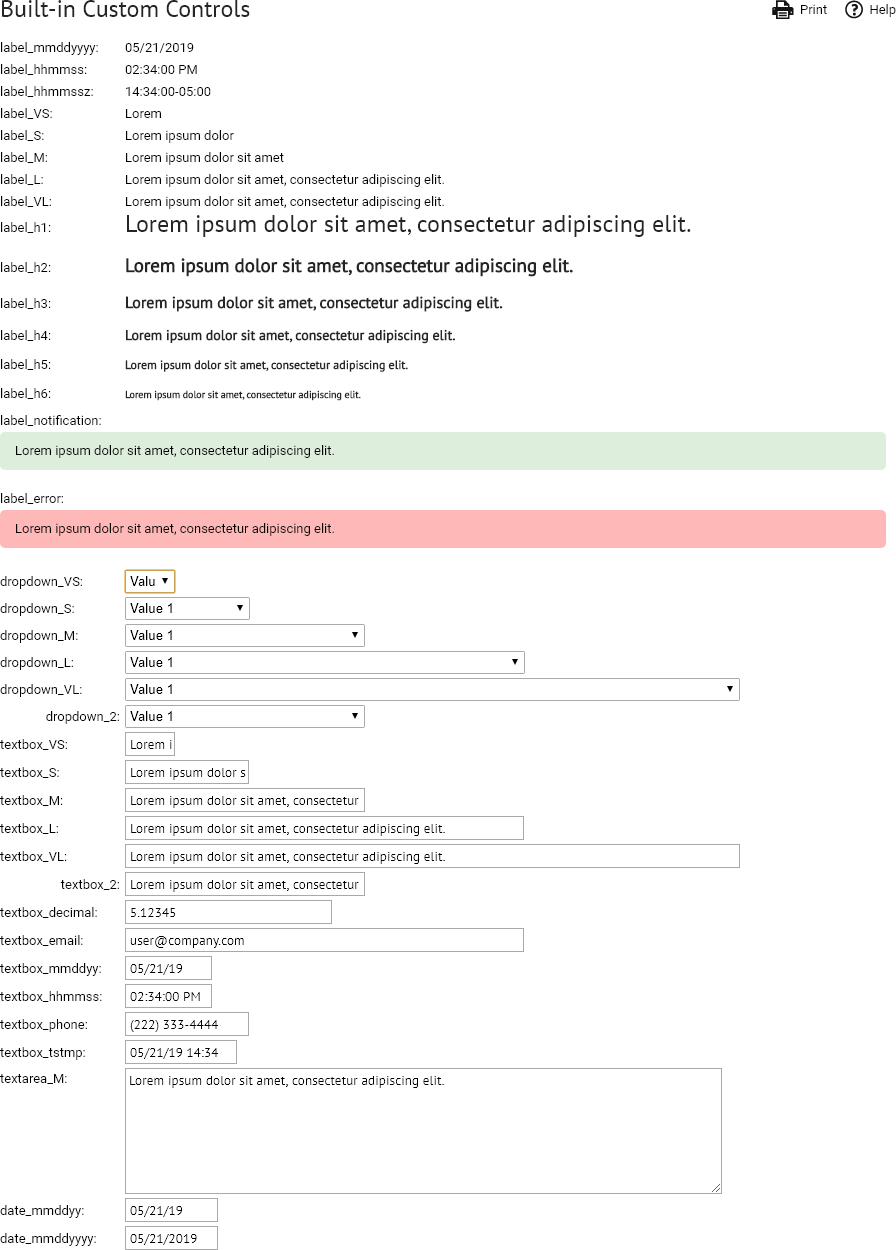 Built-in Custom Controls Print Help
label_mmddyyyy: 05/21/2019
label_hhmmss: 02:34:00 PM
label_hhmmssz: 14:34:00-05:00
label_VS: Lorem
label_S: Lorem ipsum dolor
label_M: Lorem ipsum dolor sit amet
label_L: Lorem ipsum dolor sit amet, consectetur adipiscing elit.
label_VL: Lorem ipsum dolor sit amet, consectetur adipiscing elit.
label_h1: Lorem ipsum dolor sit amet, consectetur adipiscing elit.
label_h2: Lorem ipsum dolor sit amet, consectetur adipiscing elit.
label_h3: Lorem ipsum dolor sit amet, consectetur adipiscing elit.
label_h4: Lorem ipsum dolor sit amet, consectetur adipiscing elit.
label_h5: Lorem ipsum dolor sit amet, consectetur adipiscing elit.
label_h6: Lorem ipsum dolor sit amet, consectetur adipiscing elit.
label_notification:
Lorem ipsum dolor sit amet, consectetur adipiscing elit.
label_error:
Lorem ipsum dolor sit amet, consectetur adipiscing elit.
dropdown_VS: Valu
dropdown_S: Value 1
dropdown_M: Value 1
dropdown_L: Value 1
dropdown_VL: Value 1
dropdown_2: Value 1
textbox_VS: Lorem i
textbox_S: Lorem ipsum dolor s
textbox_M: Lorem ipsum dolor sit amet, consectetur
textbox_L: Lorem ipsum dolor sit amet, consectetur adipiscing elit.
textbox_VL: Lorem ipsum dolor sit amet, consectetur adipiscing elit.
textbox_2: Lorem ipsum dolor sit amet, consectetur
textbox_decimal: 5.12345
textbox_email: user@company.com
textbox_mmddyy: 05/21/19
textbox_hhmmss: 02:34:00 PM
textbox_phone: (222) 333-4444
textbox_tstmp: 05/21/19 14:34
textarea_M: Lorem ipsum dolor sit amet, consectetur adipiscing elit.
date_mmddyy: 05/21/19
date_mmddyyyy: 05/21/2019